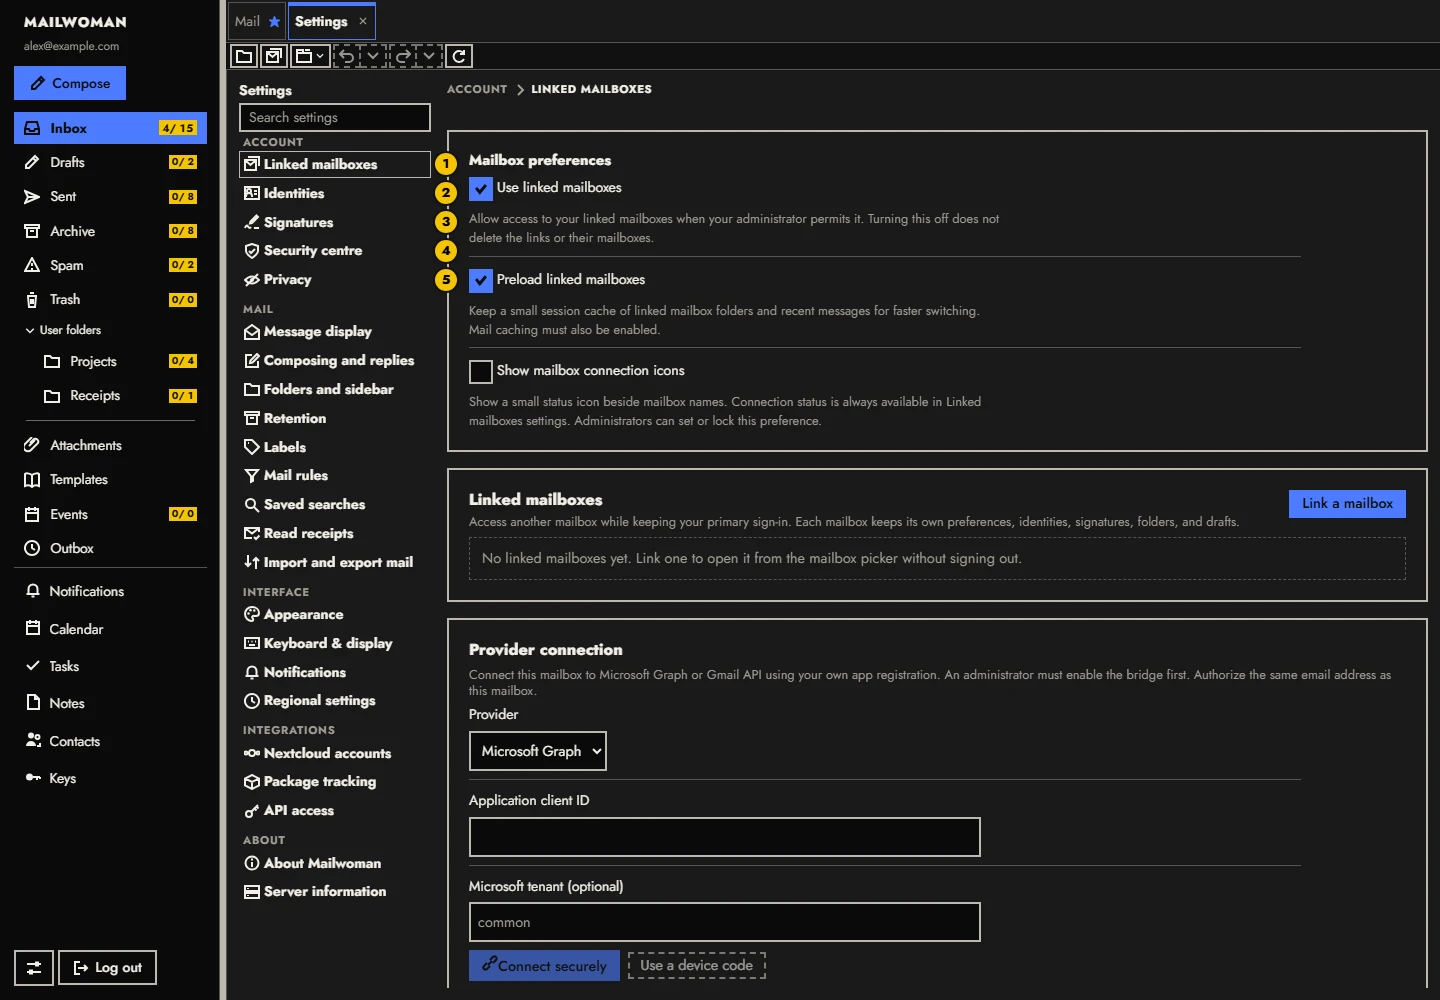 MAILWOMAN
alex@example.com
Compose
Inbox 4/ 15
Drafts 0/ 2
Sent 0/ 8
Archive 0/ 8
Spam 0/ 2
Trash 0/ 0
User folders
Projects 0/ 4
Receipts 0/ 1
Attachments
Templates
Events 0/ 0
Outbox
Notifications
Calendar
Tasks
Notes
Contacts
Keys
Log out
Mail
Settings ×
Settings
Search settings
ACCOUNT
Linked mailboxes 1
Identities 2
Signatures 3
Security centre 4
Privacy 5
MAIL
Message display
Composing and replies
Folders and sidebar
Retention
Labels
Mail rules
Saved searches
Read receipts
Import and export mail
INTERFACE
Appearance
Keyboard & display
Notifications
Regional settings
INTEGRATIONS
Nextcloud accounts
Package tracking
API access
ABOUT
About Mailwoman
Server information
ACCOUNT > LINKED MAILBOXES
Mailbox preferences
Use linked mailboxes
Allow access to your linked mailboxes when your administrator permits it. Turning this off does not
delete the links or their mailboxes.
Preload linked mailboxes
Keep a small session cache of linked mailbox folders and recent messages for faster switching.
Mail caching must also be enabled.
Show mailbox connection icons
Show a small status icon beside mailbox names. Connection status is always available in Linked
mailboxes settings. Administrators can set or lock this preference.
Linked mailboxes
Link a mailbox
Access another mailbox while keeping your primary sign-in. Each mailbox keeps its own preferences, identities, signatures, folders, and drafts.
No linked mailboxes yet. Link one to open it from the mailbox picker without signing out.
Provider connection
Connect this mailbox to Microsoft Graph or Gmail API using your own app registration. An administrator must enable the bridge first. Authorize the same email address as
this mailbox.
Provider
Microsoft Graph
Application client ID
Microsoft tenant (optional)
common
Connect securely
Use a device code